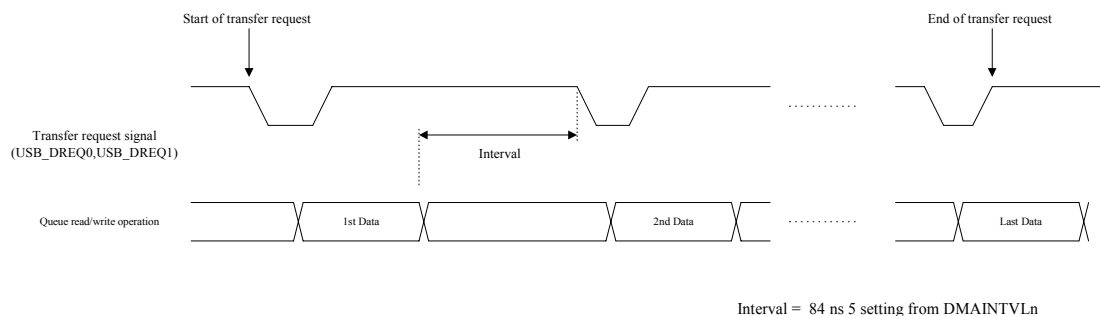 Start of transfer request
End of transfer request
Transfer request signal
(USB_DREQ0,USB_DREQ1)
Interval
Queue read/write operation
1st Data
2nd Data
Last Data
Interval = 84 ns 5 setting from DMAINTVLn